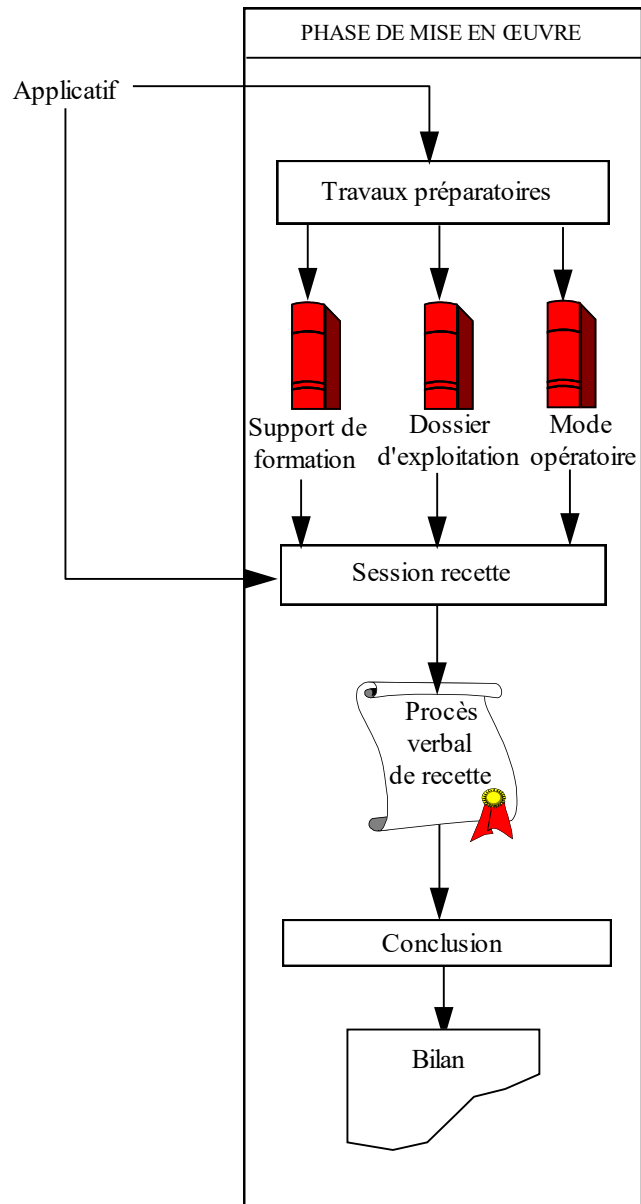 PHASE DE MISE EN ŒUVRE
Applicatif
Travaux préparatoires
Support de
formation
Dossier
d'exploitation
Mode
opératoire
Session recette
Procès
verbal
de recette
Conclusion
Bilan